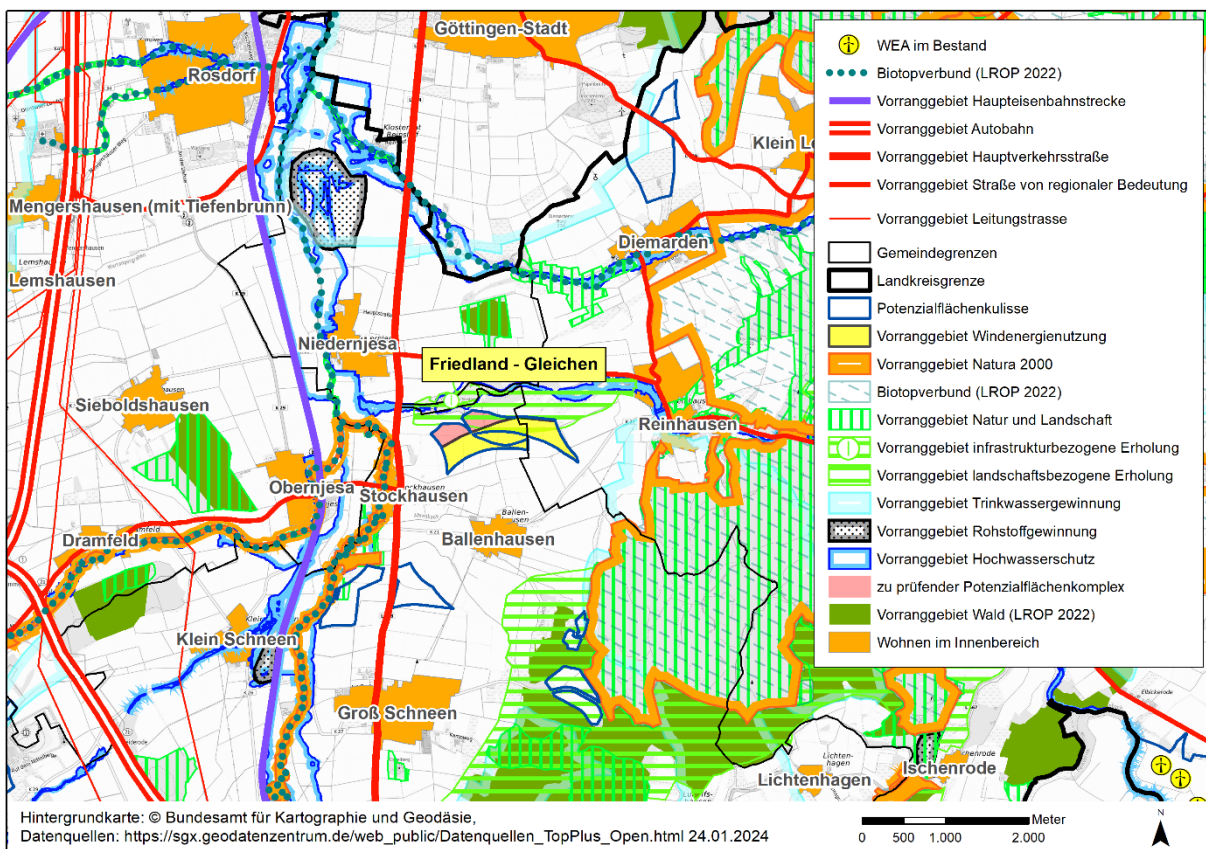 Göttingen-Stadt
Rosdorf
Klein Le
Mengershausen (mit Tiefenbrunn)
Diemarden
Lemshausen
Niedernjesa
Friedland - Gleichen
Sieboldshausen
Reinhausen
Obernjesa
Stockhausen
Dramfeld
Ballenhausen
Klein Schneen
Groß Schneen
Lichtenhagen
Ischenrode
WEA im Bestand
Biotopverbund (LROP 2022)
Vorranggebiet Haupteisenbahnstrecke
Vorranggebiet Autobahn
Vorranggebiet Hauptverkehrsstraße
Vorranggebiet Straße von regionaler Bedeutung
Vorranggebiet Leitungstrasse
Gemeindegrenzen
Landkreisgrenze
Potenzialflächenkulisse
Vorranggebiet Windenergienutzung
Vorranggebiet Natura 2000
Biotopverbund (LROP 2022)
Vorranggebiet Natur und Landschaft
Vorranggebiet infrastrukturbezogene Erholung
Vorranggebiet landschaftsbezogene Erholung
Vorranggebiet Trinkwassergewinnung
Vorranggebiet Rohstoffgewinnung
Vorranggebiet Hochwasserschutz
zu prüfender Potenzialflächenkomplex
Vorranggebiet Wald (LROP 2022)
Wohnen im Innenbereich
Hintergrundkarte: © Bundesamt für Kartographie und Geodäsie,
Datenquellen: https://sgx.geodatenzentrum.de/web_public/Datenquellen_TopPlus_Open.html 24.01.2024
Meter
0 500 1.000 2.000
N